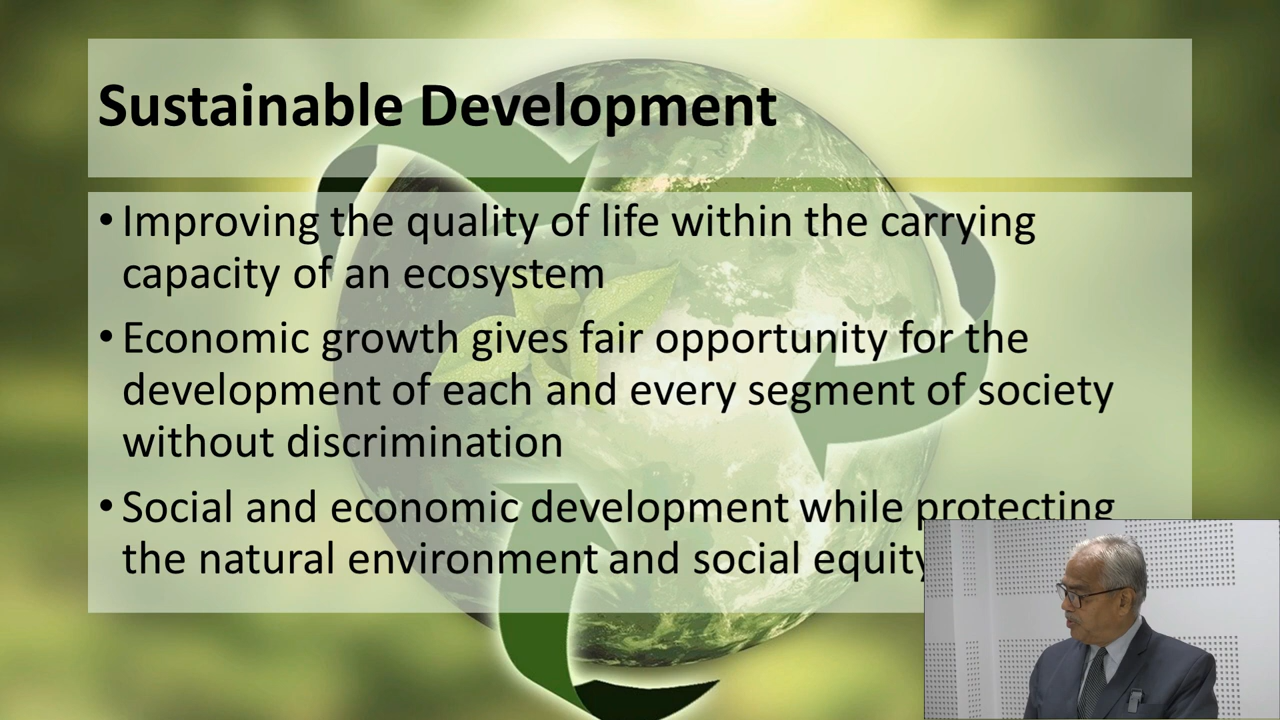 Sustainable Development
• Improving the quality of life within the carrying
capacity of an ecosystem
• Economic growth gives fair opportunity for the
development of each and every segment of society
without discrimination
• Social and economic development while protecting
the natural environment and social equity